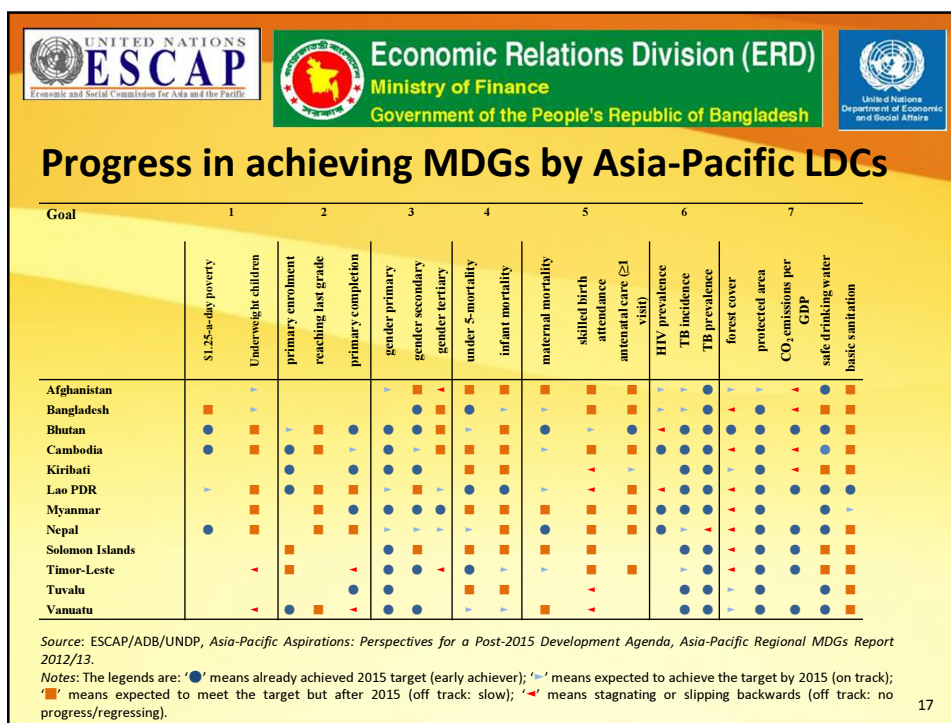 UNITED NATIONS
ESCAP
Economic and Social Commission for Asia and the Pacific
Economic Relations Division (ERD)
Ministry of Finance
Government of the People's Republic of Bangladesh
United Nations
Department of Economic
and Social Affairs
Progress in achieving MDGs by Asia-Pacific LDCs
Goal 1 2 3 4 5 6 7
$1.25-a-day poverty
Underweight children
primary enrolment
reaching last grade
primary completion
gender primary
gender secondary
gender tertiary
under 5-mortality
infant mortality
maternal mortality
skilled birth
attendance
antenatal care (≥1
visit)
HIV prevalence
TB incidence
TB prevalence
forest cover
protected area
CO₂ emissions per
GDP
safe drinking water
basic sanitation
Afghanistan
Bangladesh
Bhutan
Cambodia
Kiribati
Lao PDR
Myanmar
Nepal
Solomon Islands
Timor-Leste
Tuvalu
Vanuatu
Source: ESCAP/ADB/UNDP, Asia-Pacific Aspirations: Perspectives for a Post-2015 Development Agenda, Asia-Pacific Regional MDGs Report
2012/13.
Notes: The legends are: '●' means already achieved 2015 target (early achiever); '►' means expected to achieve the target by 2015 (on track);
'■' means expected to meet the target but after 2015 (off track: slow); '◄' means stagnating or slipping backwards (off track: no
progress/regressing).
17